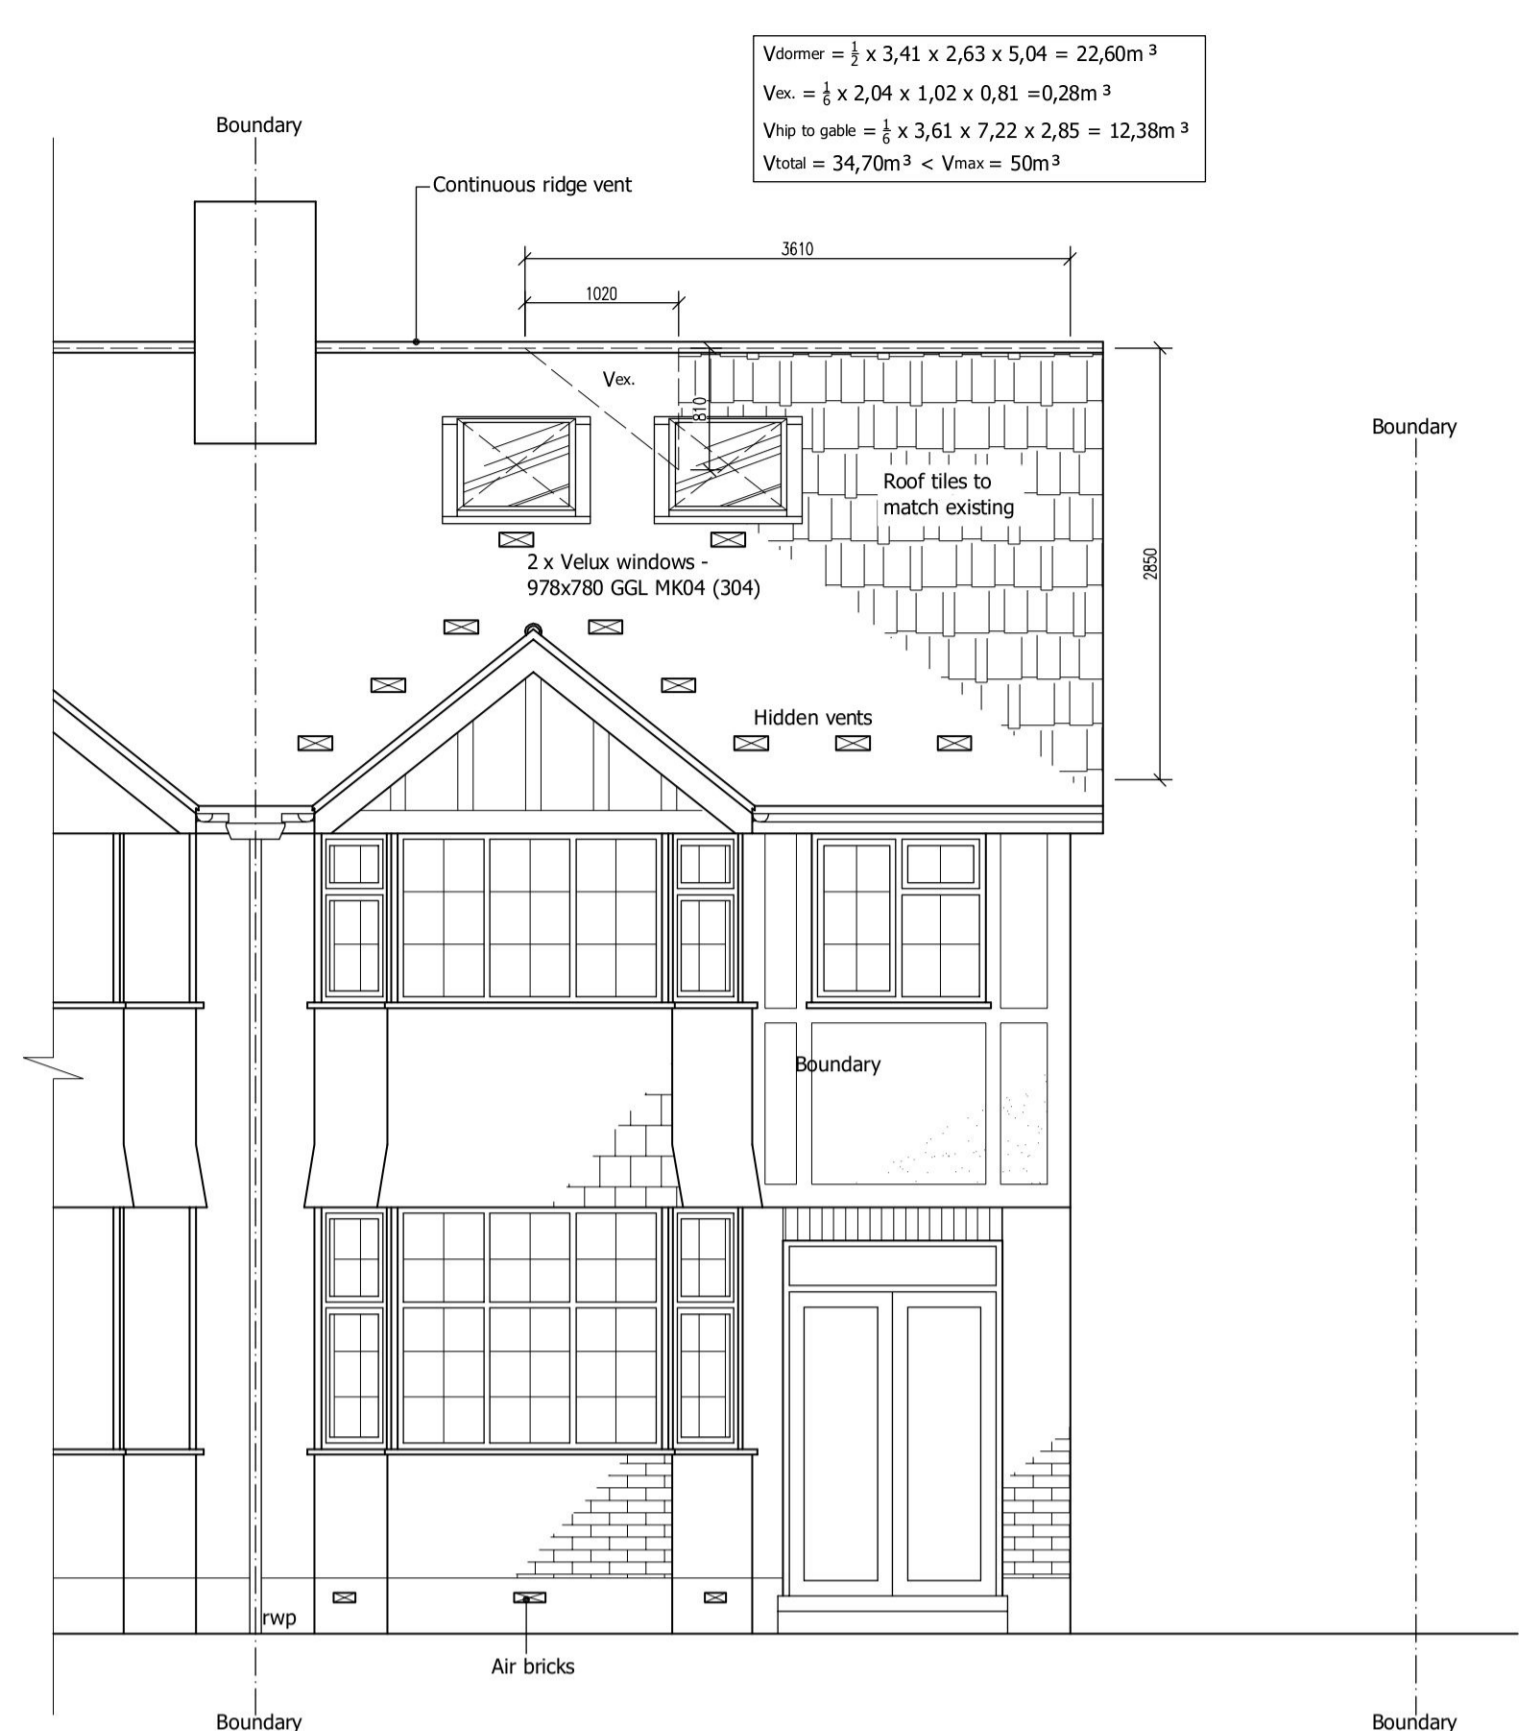 Vdormer = ½ x 3,41 x 2,63 x 5,04 = 22,60m³
Vex. = ⅙ x 2,04 x 1,02 x 0,81 =0,28m³
Vhip to gable = ⅙ x 3,61 x 7,22 x 2,85 = 12,38m³
Vtotal = 34,70m³ < Vmax = 50m³
Boundary
Continuous ridge vent
3610
1020
Vex.
810
Boundary
Roof tiles to
match existing
2850
2 x Velux windows -
978x780 GGL MK04 (304)
Hidden vents
Boundary
rwp
Air bricks
Boundary
Boundary